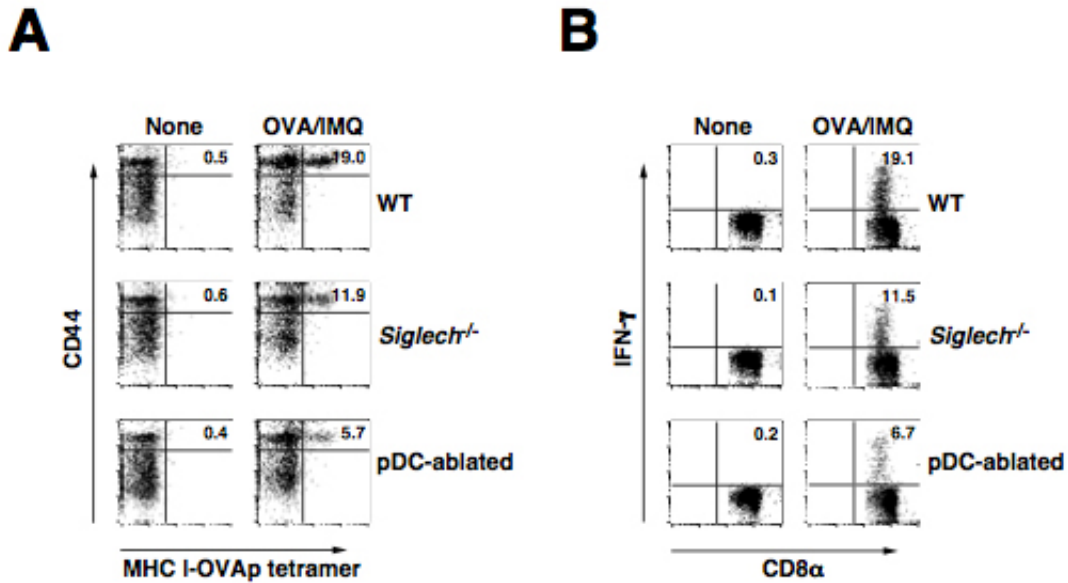 A
None OVA/IMQ
0.5 19.0 WT
0.6 11.9 Siglech-/-
0.4 5.7 pDC-ablated
CD44
MHC I-OVAp tetramer
B
None OVA/IMQ
0.3 19.1 WT
0.1 11.5 Siglech-/-
0.2 6.7 pDC-ablated
IFN-γ
CD8α